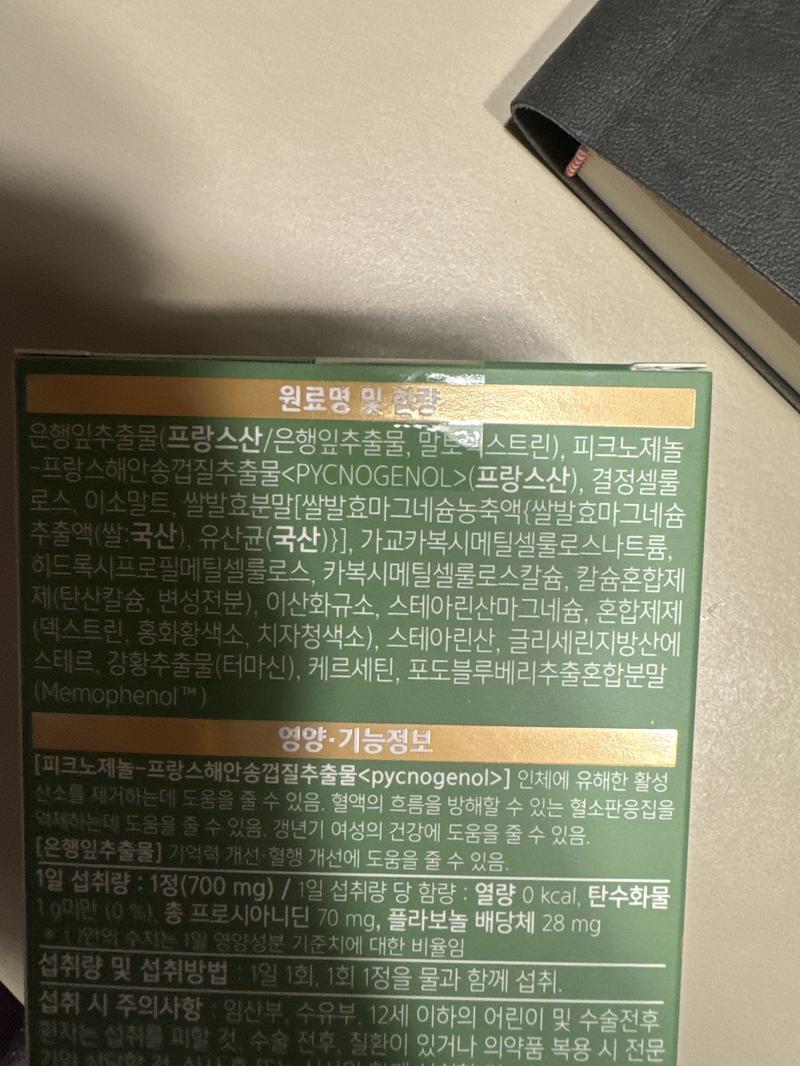 원료명 및 함량
은행잎추출물(프랑스산/은행잎추출물, 말토덱스트린), 피크노제놀
-프랑스해안송껍질추출물<PYCNOGENOL>(프랑스산), 결정셀룰
로스, 이소말트, 쌀발효분말[쌀발효마그네슘농축액{쌀발효마그네슘
추출액(쌀:국산), 유산균(국산)}], 가교카복시메틸셀룰로스나트륨,
히드록시프로필메틸셀룰로스, 카복시메틸셀룰로스칼슘, 칼슘혼합제
제(탄산칼슘, 변성전분), 이산화규소, 스테아린산마그네슘, 혼합제제
(덱스트린, 홍화황색소, 치자청색소), 스테아린산, 글리세린지방산에
스테르, 강황추출물(터마신), 케르세틴, 포도블루베리추출혼합분말
(Memophenol™)
영양·기능정보
[피크노제놀-프랑스해안송껍질추출물<pycnogenol>] 인체에 유해한 활성
산소를 제거하는데 도움을 줄 수 있음. 혈액의 흐름을 방해할 수 있는 혈소판응집을
억제하는데 도움을 줄 수 있음. 갱년기 여성의 건강에 도움을 줄 수 있음.
[은행잎추출물] 기억력 개선·혈행 개선에 도움을 줄 수 있음.
1일 섭취량 : 1정(700 mg) / 1일 섭취량 당 함량 : 열량 0 kcal, 탄수화물
1 g미만 (0 %), 총 프로시아니딘 70 mg, 플라보놀 배당체 28 mg
※ ( )안의 수치는 1일 영양성분 기준치에 대한 비율임
섭취량 및 섭취방법 : 1일 1회, 1회 1정을 물과 함께 섭취.
섭취 시 주의사항 : 임산부, 수유부, 12세 이하의 어린이 및 수술전후
환자는 섭취를 피할 것, 수술 전후, 질환이 있거나 의약품 복용 시 전문